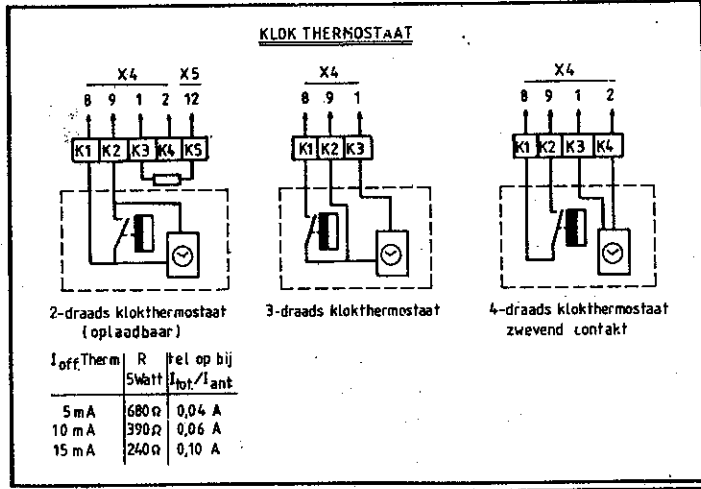 KLOK THERMOSTAAT
X4 X5
8 9 1 2 12
K1 K2 K3 K4 K5
2-draads klokthermostaat
(oplaadbaar)
X4
8 9 1
K1 K2 K3
3-draads klokthermostaat
X4
8 9 1 2
K1 K2 K3 K4
4-draads klokthermostaat
zwevend contakt
Ioff.Therm R tel op bij
5Watt Itot./Iant
5 mA 680Ω 0,04 A
10 mA 390Ω 0,06 A
15 mA 240Ω 0,10 A